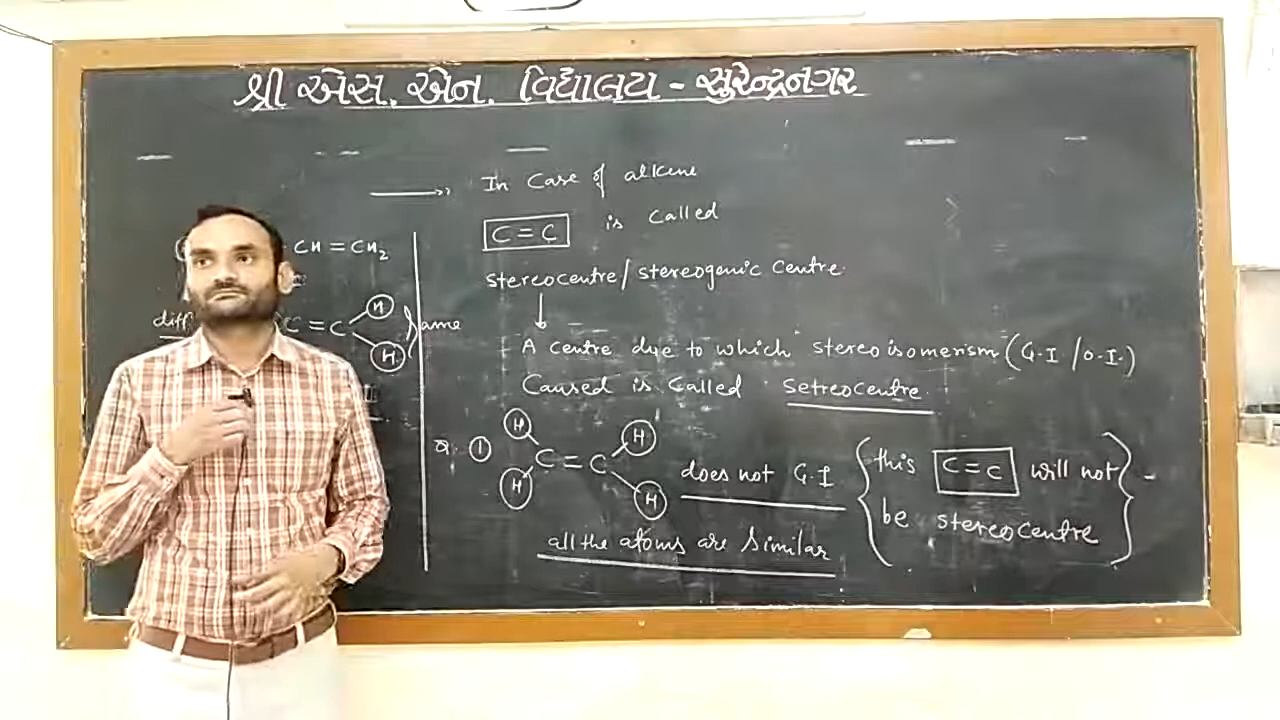 શ્રી એસ. એન. વિદ્યાલય - સુરેન્દ્રનગર
CH = CH2
C = C H H same
diff
In Case of alkene
C = C is called
stereocentre/stereogenic centre.
A centre due to which stereoisomerism (G.I / O.I.)
Caused is called setreocentre.
① H H C = C H H does not G.I
all the atoms are similar
{this C = C will not be stereocentre}